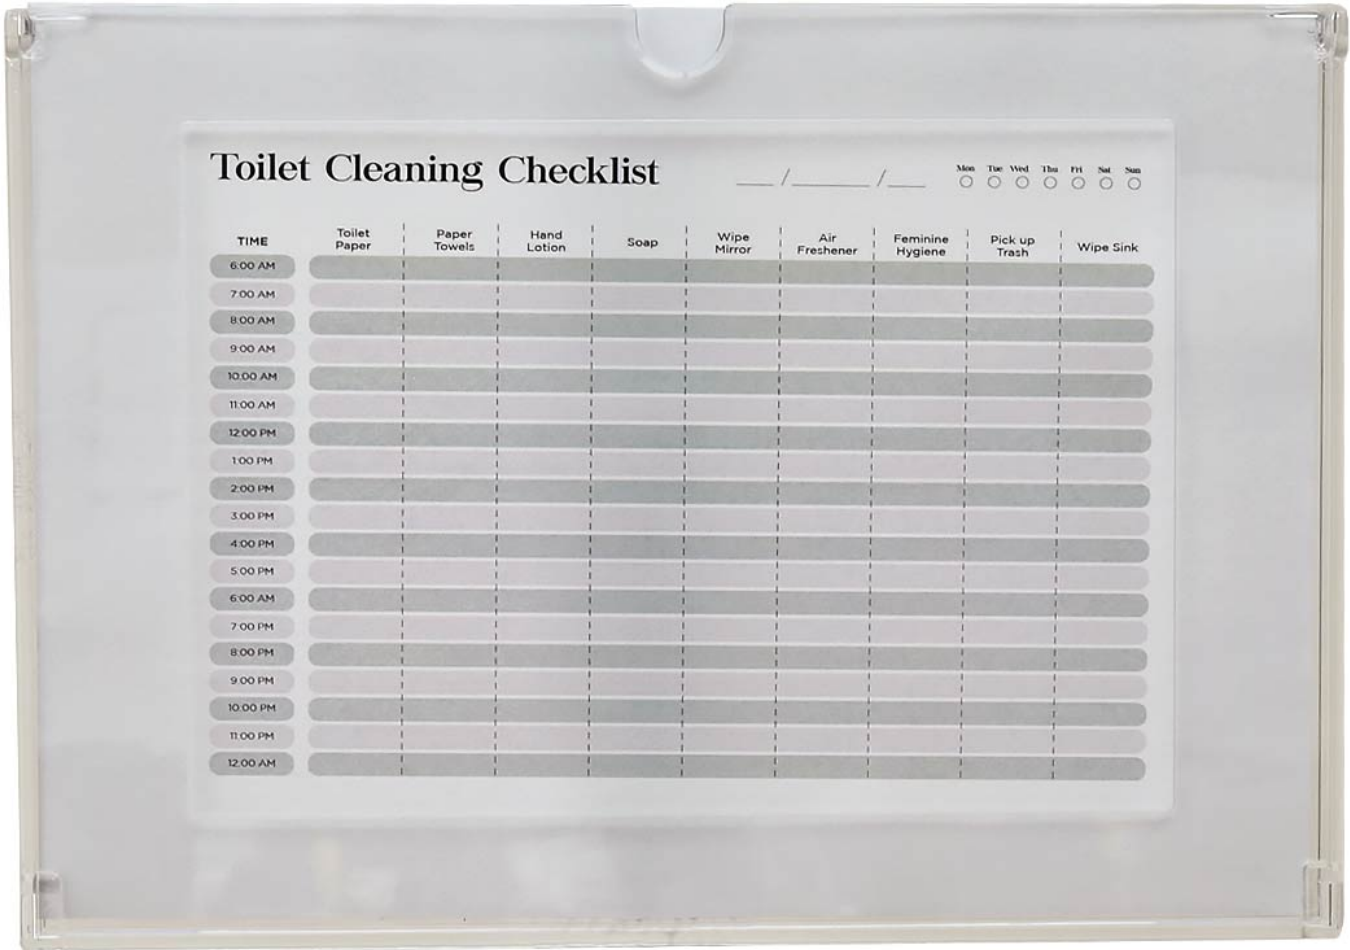 Toilet Cleaning Checklist ___ /______ /___
Mon Tue Wed Thu Fri Sat Sun
TIME
Toilet Paper
Paper Towels
Hand Lotion
Soap
Wipe Mirror
Air Freshener
Feminine Hygiene
Pick up Trash
Wipe Sink
6:00 AM
7:00 AM
8:00 AM
9:00 AM
10:00 AM
11:00 AM
12:00 PM
1:00 PM
2:00 PM
3:00 PM
4:00 PM
5:00 PM
6:00 AM
7:00 PM
8:00 PM
9:00 PM
10:00 PM
11:00 PM
12:00 AM